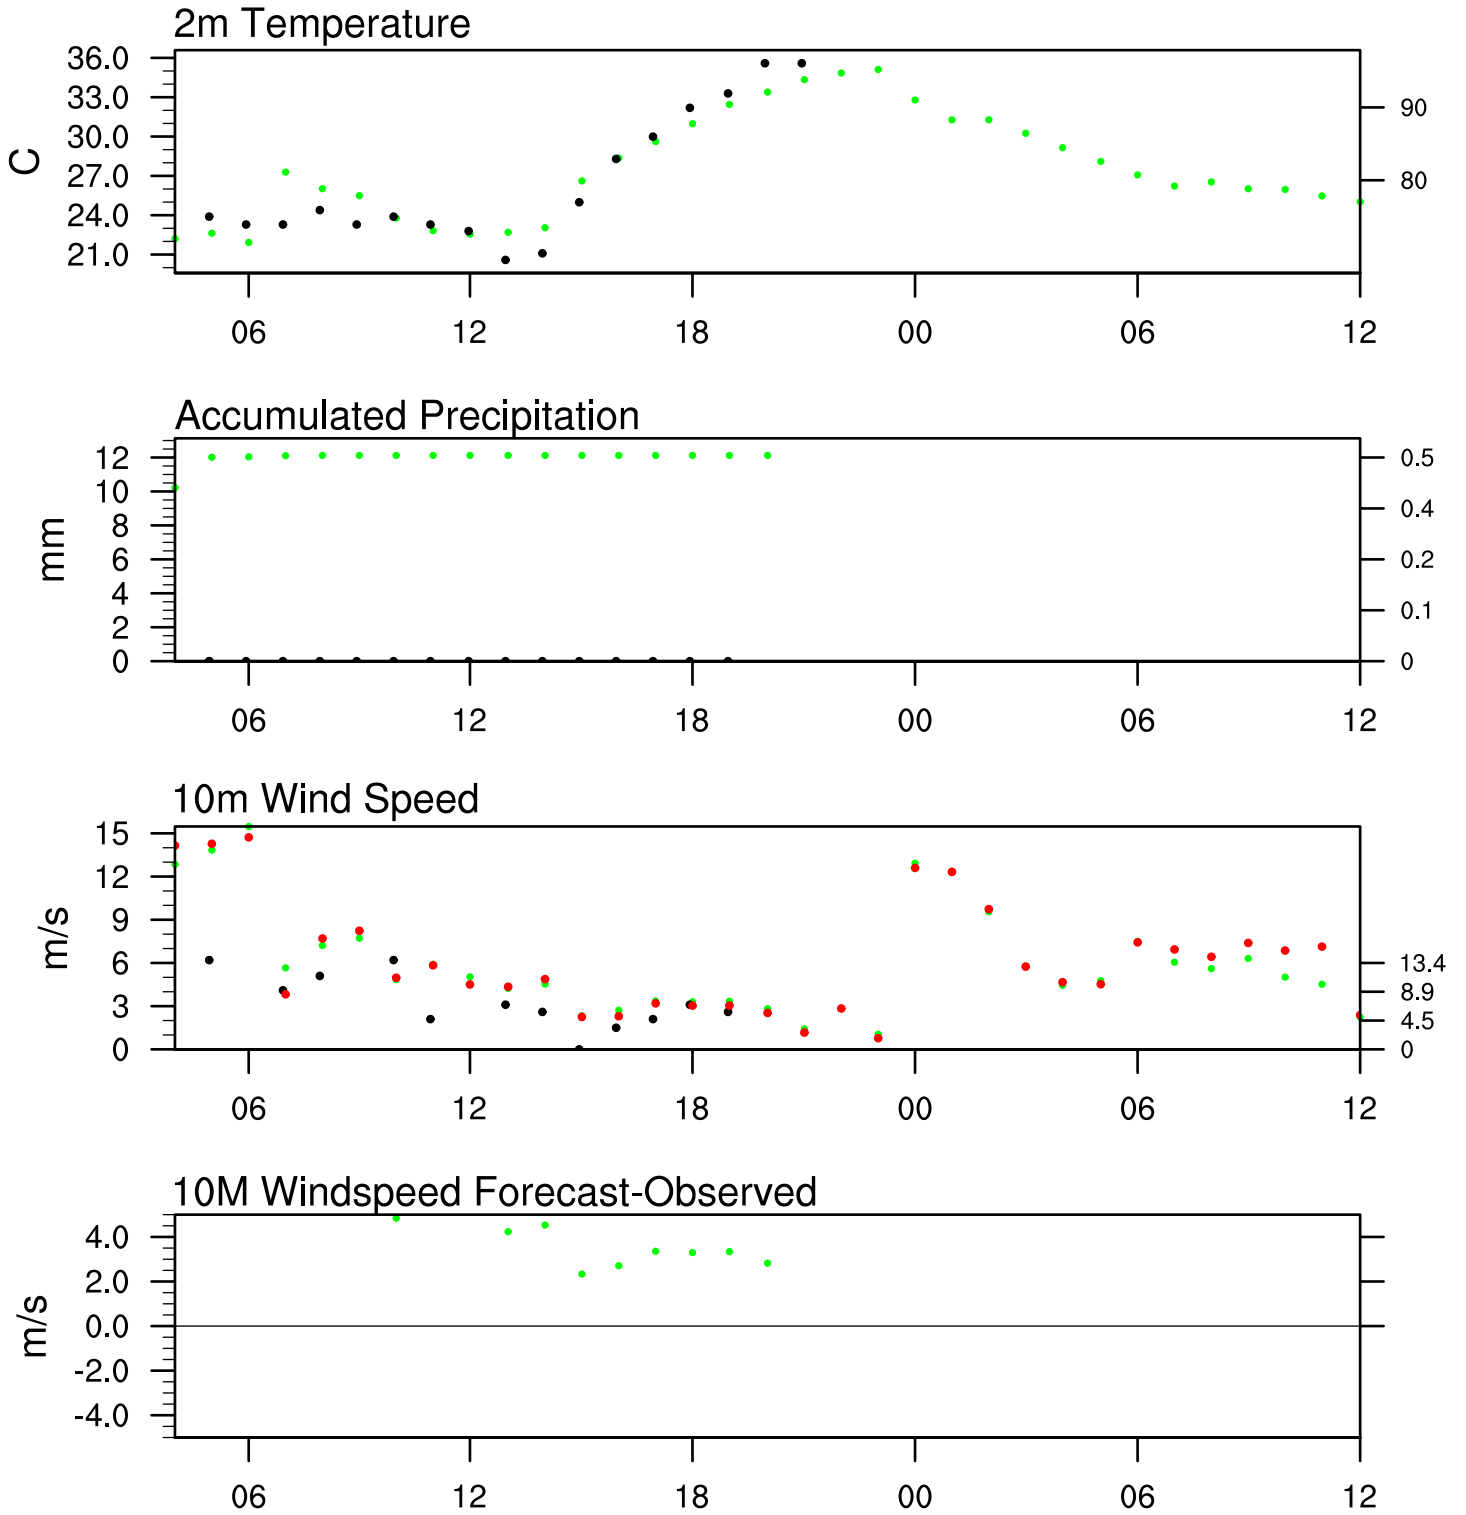 2m Temperature
36.0
33.0
30.0
27.0
24.0
21.0
C
90
80
06 12 18 00 06 12
Accumulated Precipitation
12
10
8
6
4
2
0
mm
0.5
0.4
0.2
0.1
0
06 12 18 00 06 12
10m Wind Speed
15
12
9
6
3
0
m/s
13.4
8.9
4.5
0
06 12 18 00 06 12
10M Windspeed Forecast-Observed
4.0
2.0
0.0
-2.0
-4.0
m/s
06 12 18 00 06 12